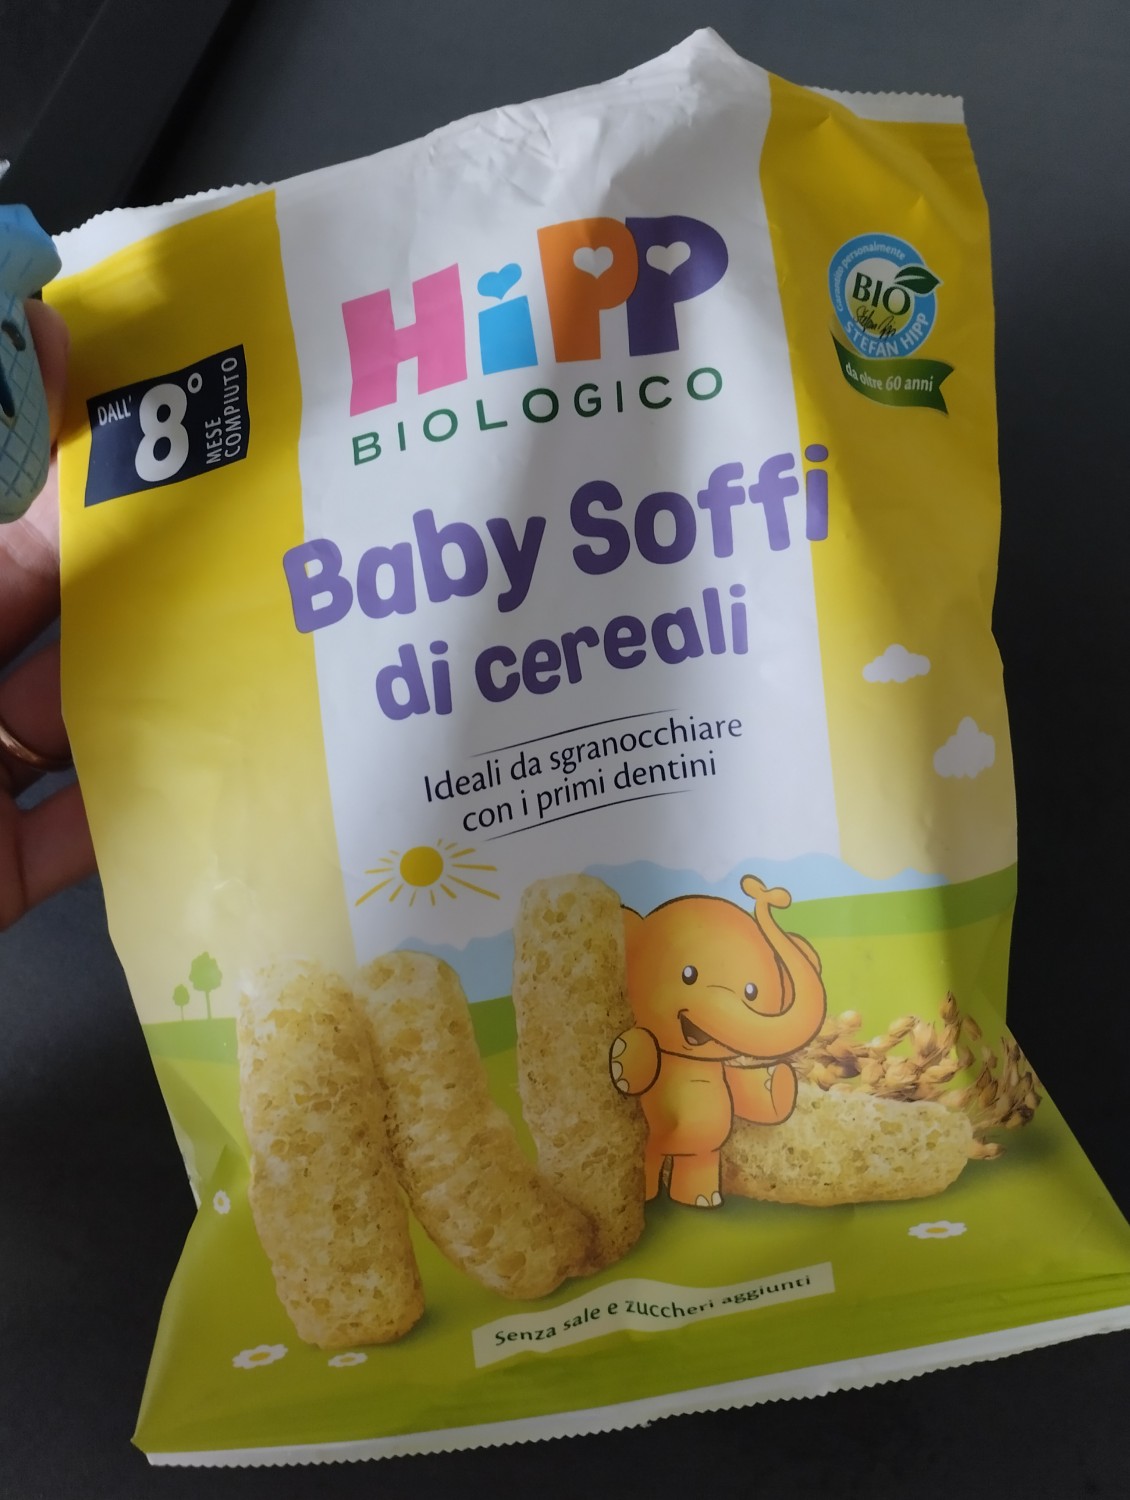 HiPP
BIOLOGICO
DALL'
8°
MESE
COMPIUTO
personalmente
BIO
STEFAN HIPP
da oltre 60 anni
Baby Soffi
di cereali
Ideali da sgranocchiare
con i primi dentini
Senza sale e zuccheri aggiunti